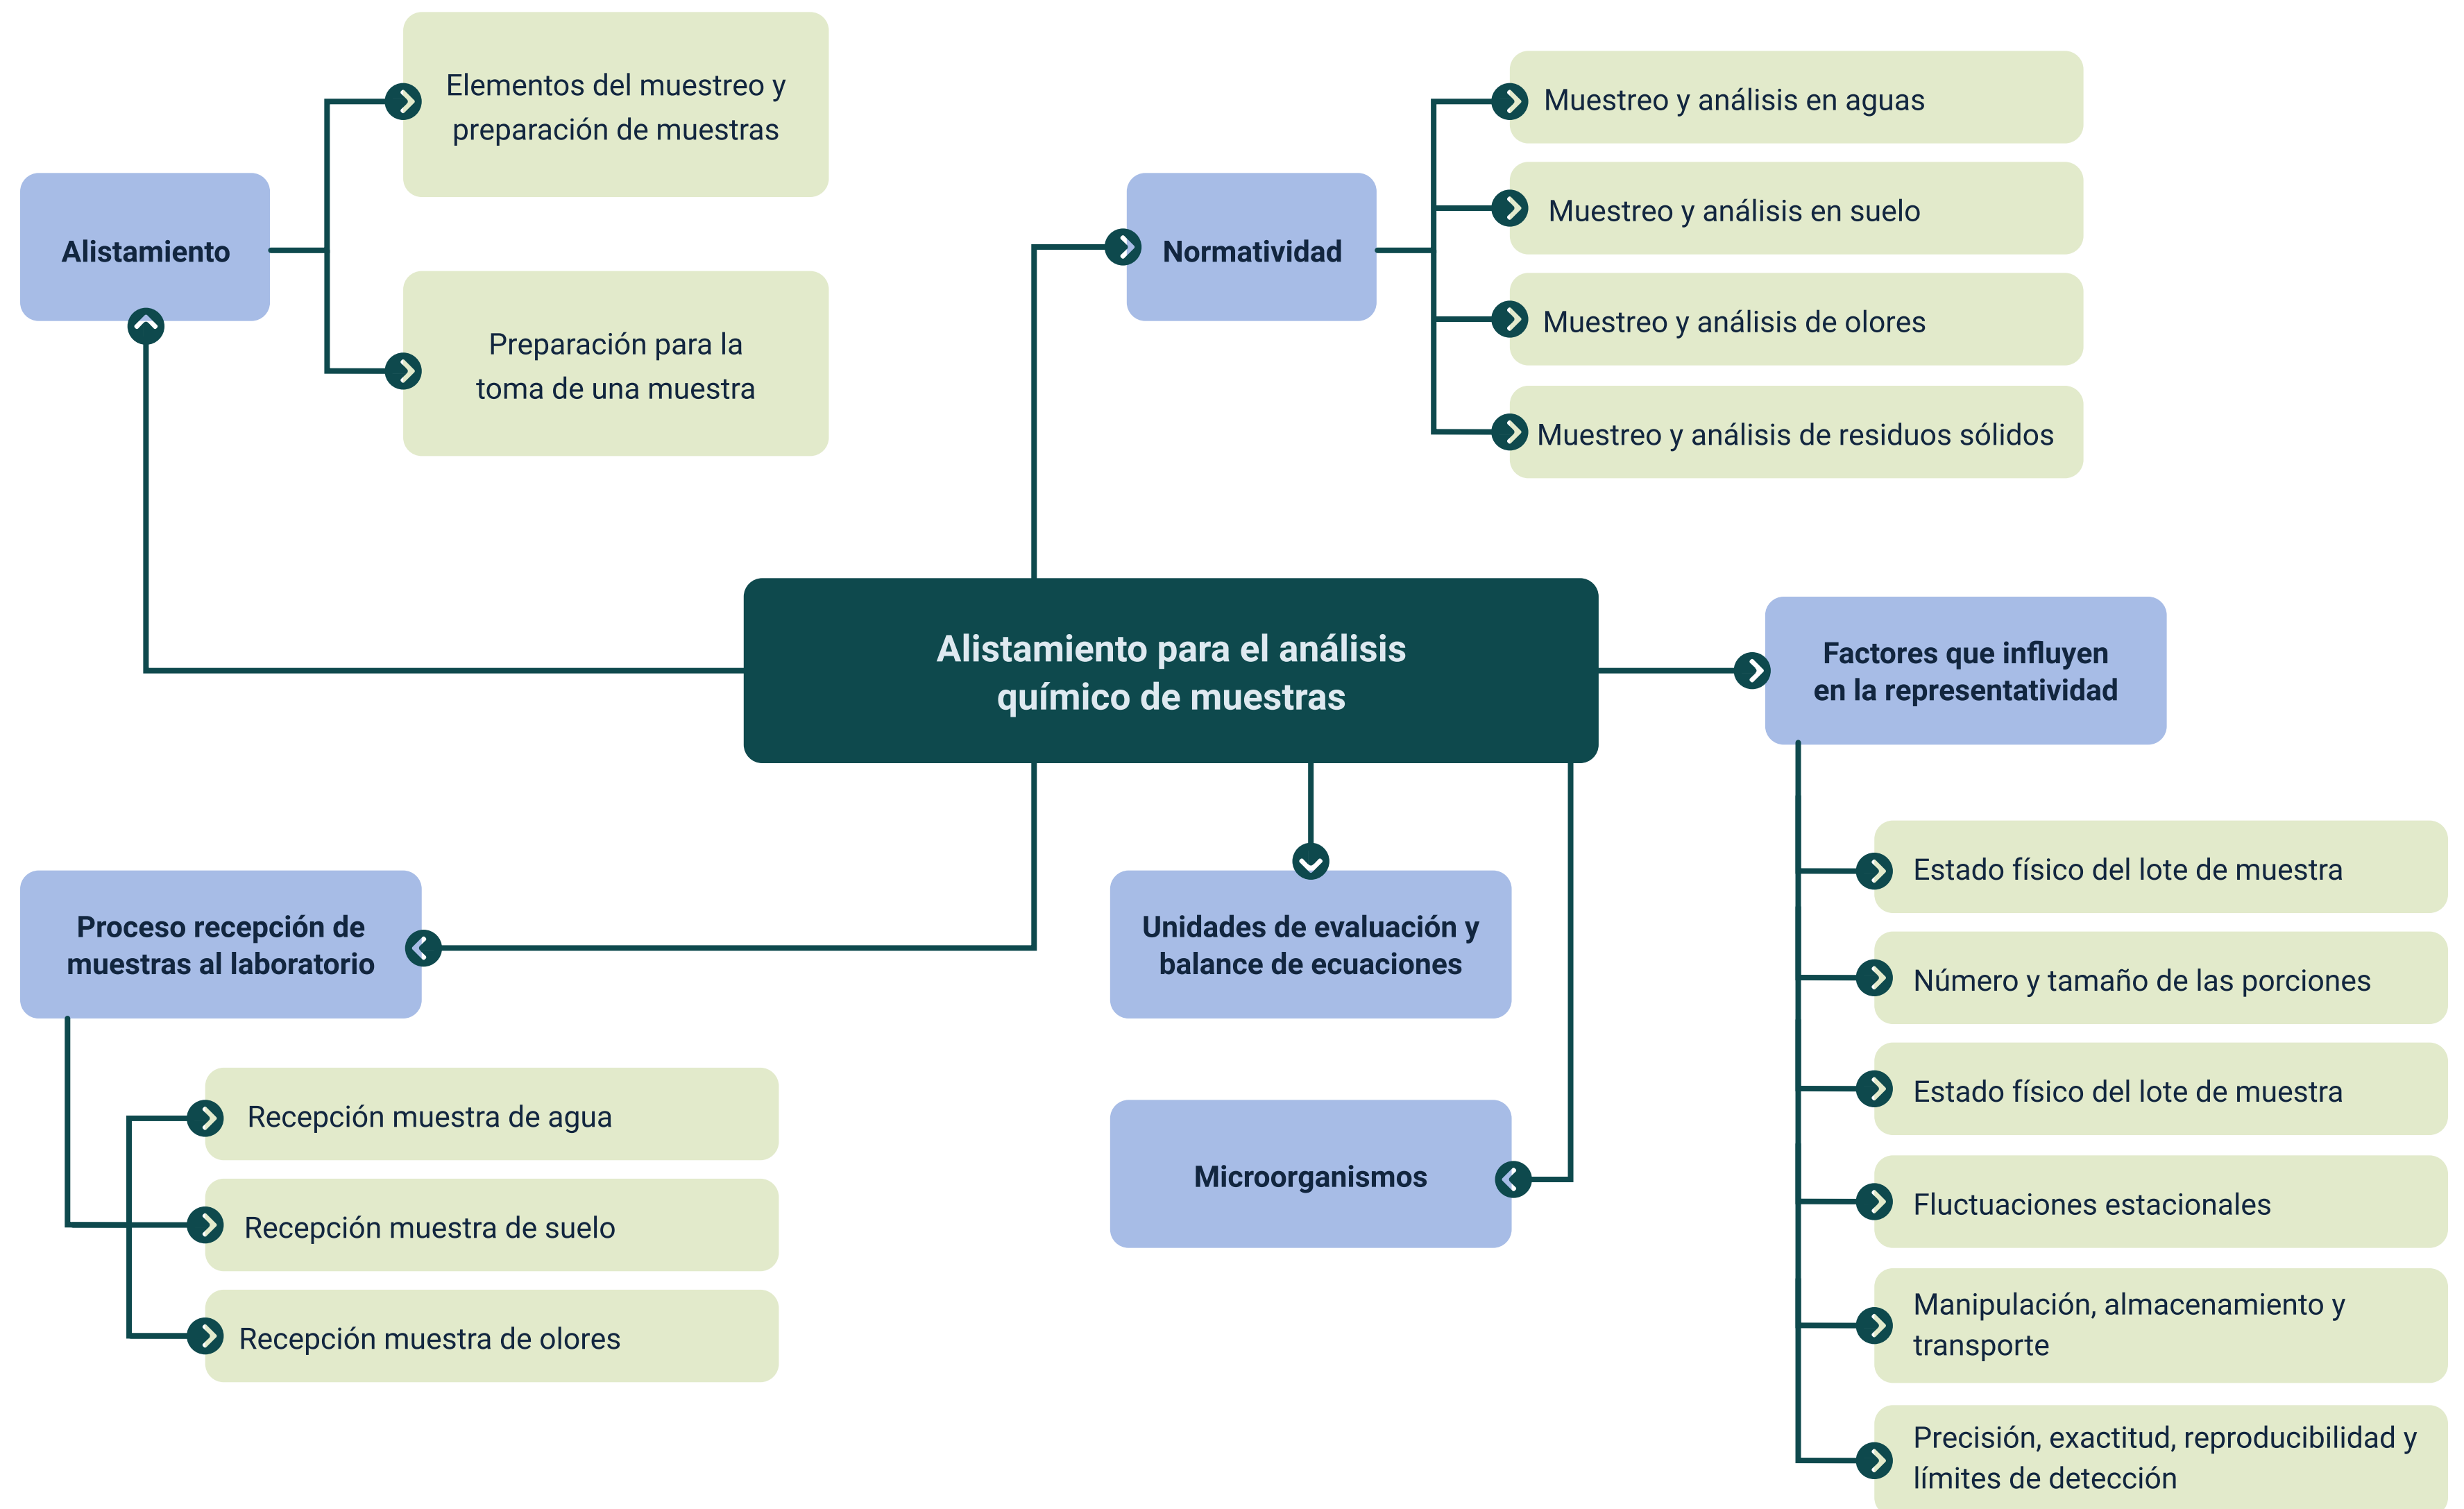 Elementos del muestreo y
preparación de muestras
Alistamiento
Preparación para la
toma de una muestra
Normatividad
Muestreo y análisis en aguas
Muestreo y análisis en suelo
Muestreo y análisis de olores
Muestreo y análisis de residuos sólidos
Alistamiento para el análisis
químico de muestras
Factores que influyen
en la representatividad
Estado físico del lote de muestra
Número y tamaño de las porciones
Estado físico del lote de muestra
Fluctuaciones estacionales
Manipulación, almacenamiento y
transporte
Precisión, exactitud, reproducibilidad y
límites de detección
Proceso recepción de
muestras al laboratorio
Recepción muestra de agua
Recepción muestra de suelo
Recepción muestra de olores
Unidades de evaluación y
balance de ecuaciones
Microorganismos